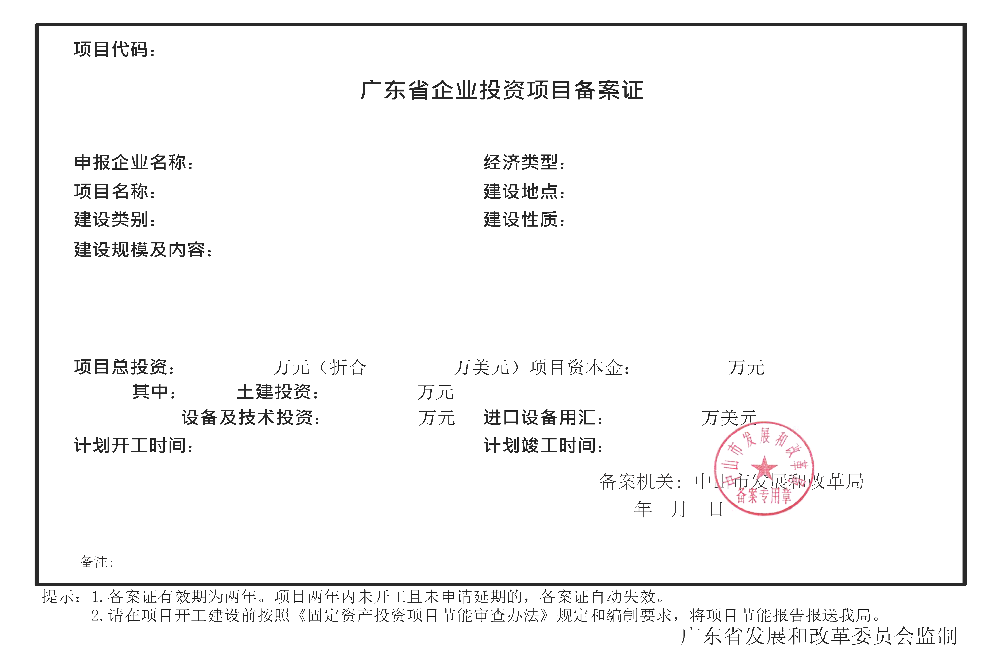 项目代码：
广东省企业投资项目备案证
申报企业名称： 经济类型：
项目名称： 建设地点：
建设类别： 建设性质：
建设规模及内容：
项目总投资： 万元（折合 万美元）项目资本金： 万元
其中： 土建投资： 万元
设备及技术投资： 万元 进口设备用汇： 万美元
计划开工时间： 计划竣工时间：
中山市发展和改革局
备案专用章
备案机关：中山市发展和改革局
年 月 日
备注：
提示：1.备案证有效期为两年。项目两年内未开工且未申请延期的，备案证自动失效。
2.请在项目开工建设前按照《固定资产投资项目节能审查办法》规定和编制要求，将项目节能报告报送我局。
广东省发展和改革委员会监制